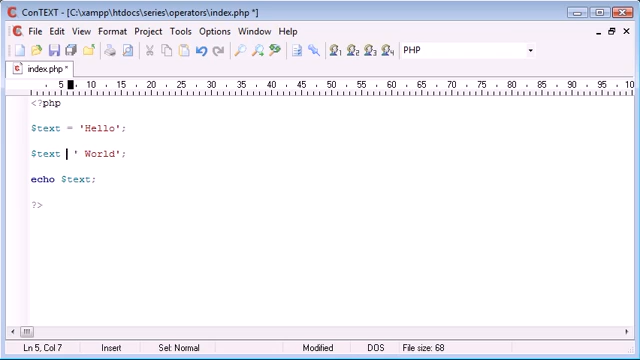 ConTEXT - [C:\xampp\htdocs\series\operators\index.php *]
File Edit View Format Project Tools Options Window Help
PHP
index.php *
5 10 15 20 25 30 35 40 45 50 55 60 65 70 75 80 85 90 95 100
<?php
$text = 'Hello';
$text ' World';
echo $text;
?>
Ln 5, Col 7 Insert Sel: Normal Modified DOS File size: 68